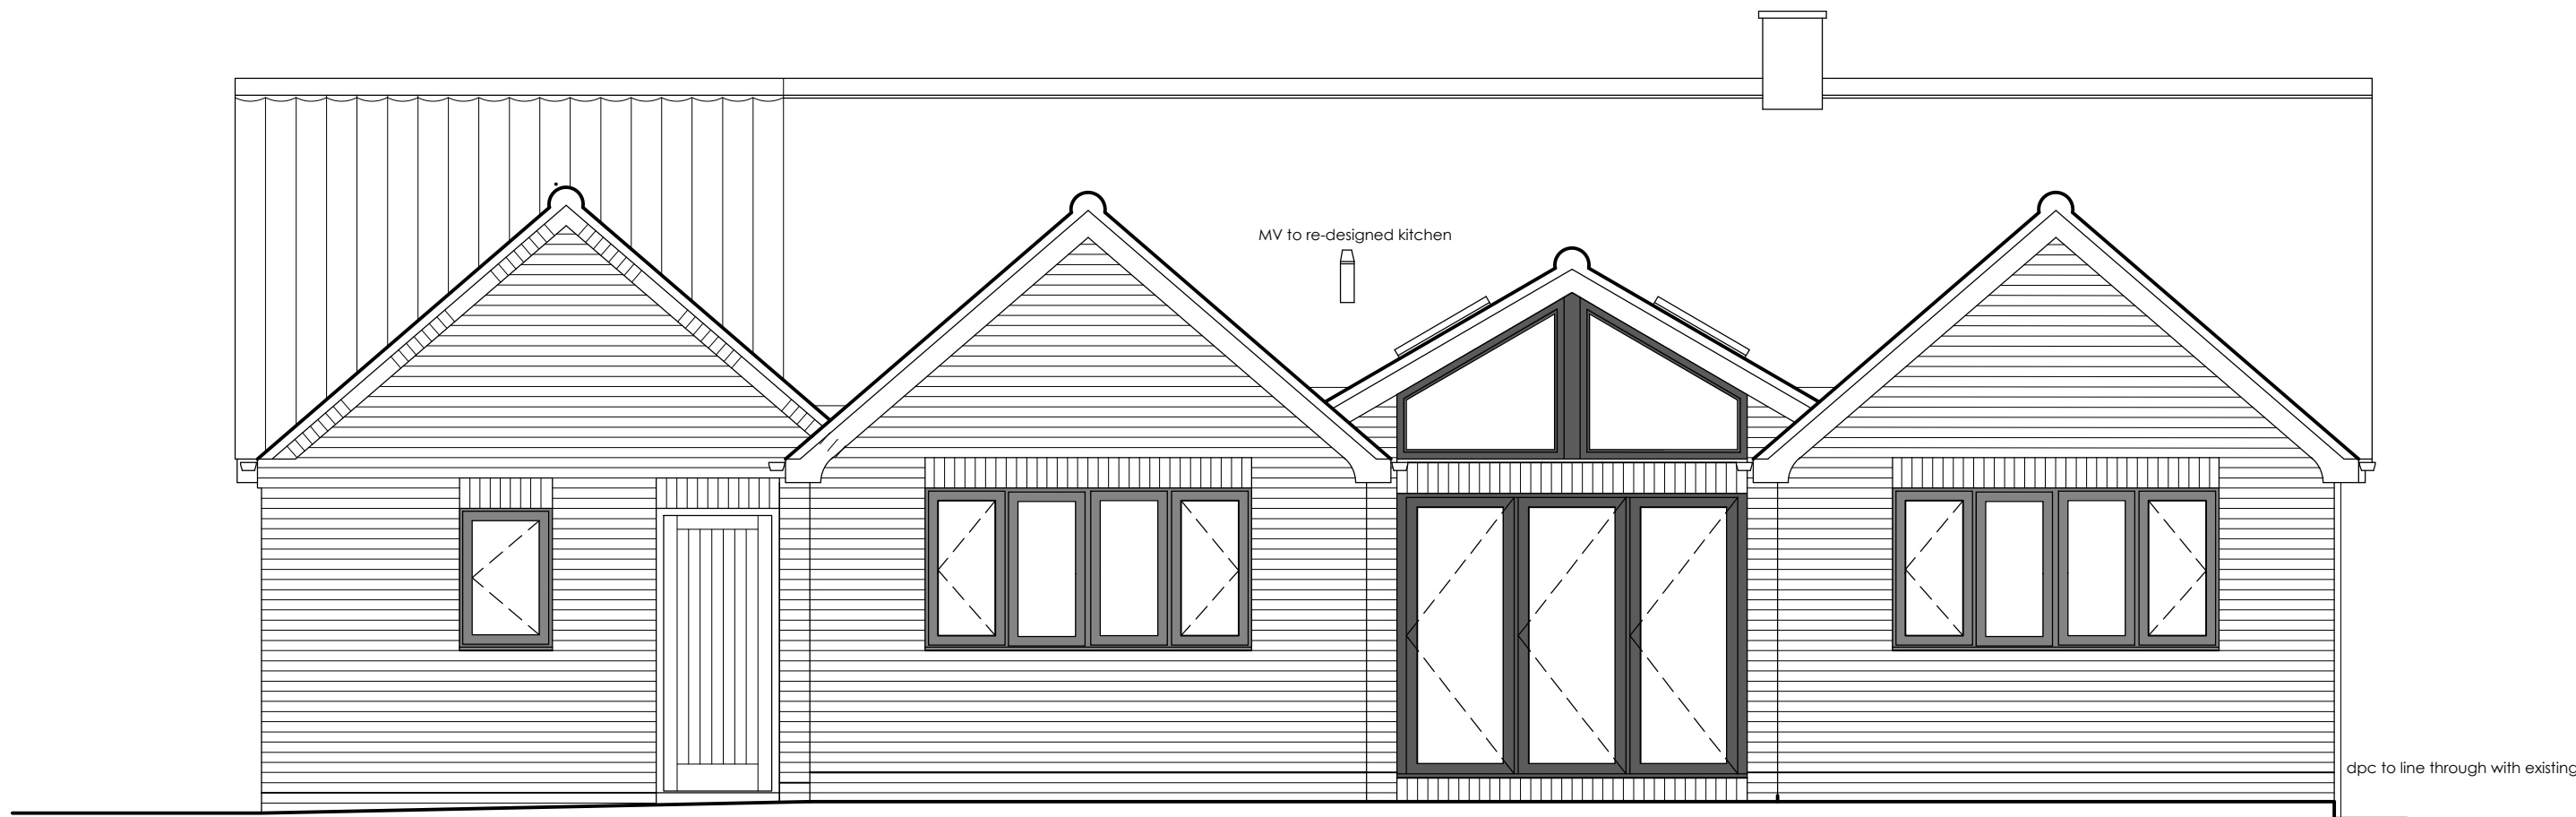 MV to re-designed kitchen
dpc to line through with existing